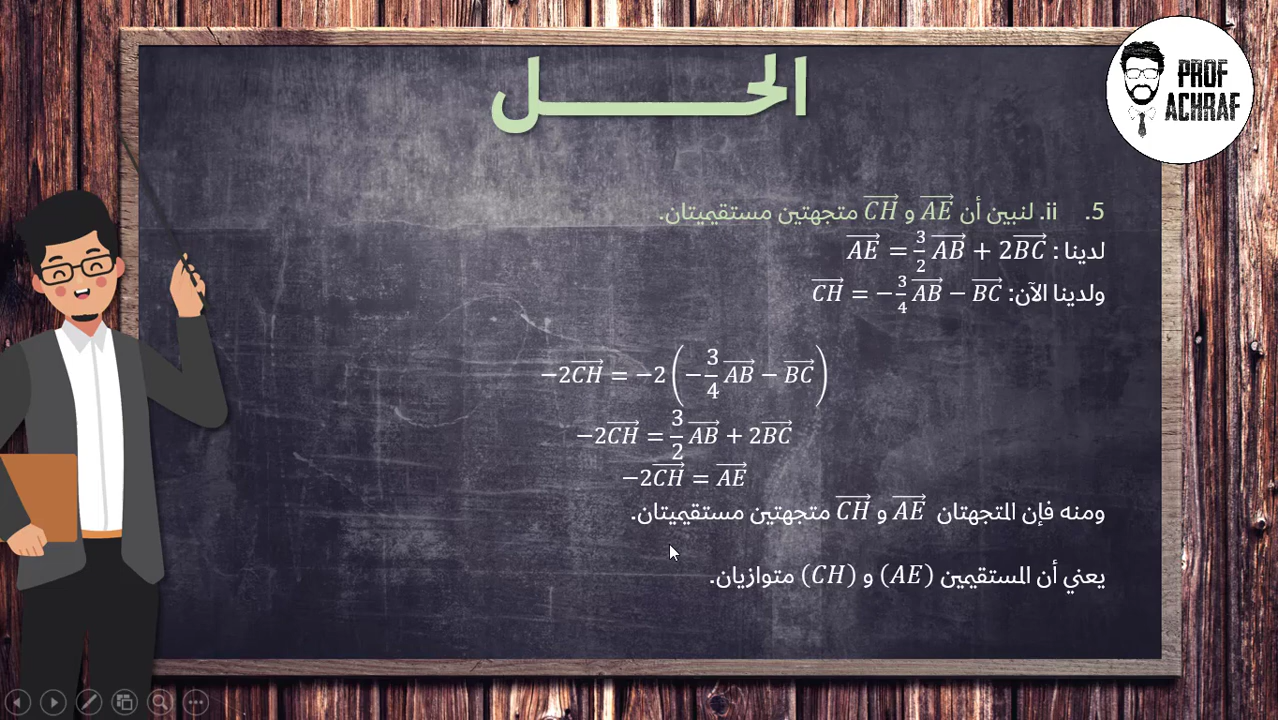 الحـــــــــل
PROF
ACHRAF
5. ii. لنبين أن $\overrightarrow{AE}$ و $\overrightarrow{CH}$ متجهتين مستقيميتان.
لدينا : $\overrightarrow{AE} = \frac{3}{2}\overrightarrow{AB} + 2\overrightarrow{BC}$
ولدينا الآن: $\overrightarrow{CH} = -\frac{3}{4}\overrightarrow{AB} - \overrightarrow{BC}$
$-2\overrightarrow{CH} = -2\left(-\frac{3}{4}\overrightarrow{AB} - \overrightarrow{BC}\right)$
$-2\overrightarrow{CH} = \frac{3}{2}\overrightarrow{AB} + 2\overrightarrow{BC}$
$-2\overrightarrow{CH} = \overrightarrow{AE}$
ومنه فإن المتجهتان $\overrightarrow{AE}$ و $\overrightarrow{CH}$ متجهتين مستقيميتان.
يعني أن المستقيمين $(AE)$ و $(CH)$ متوازيان.